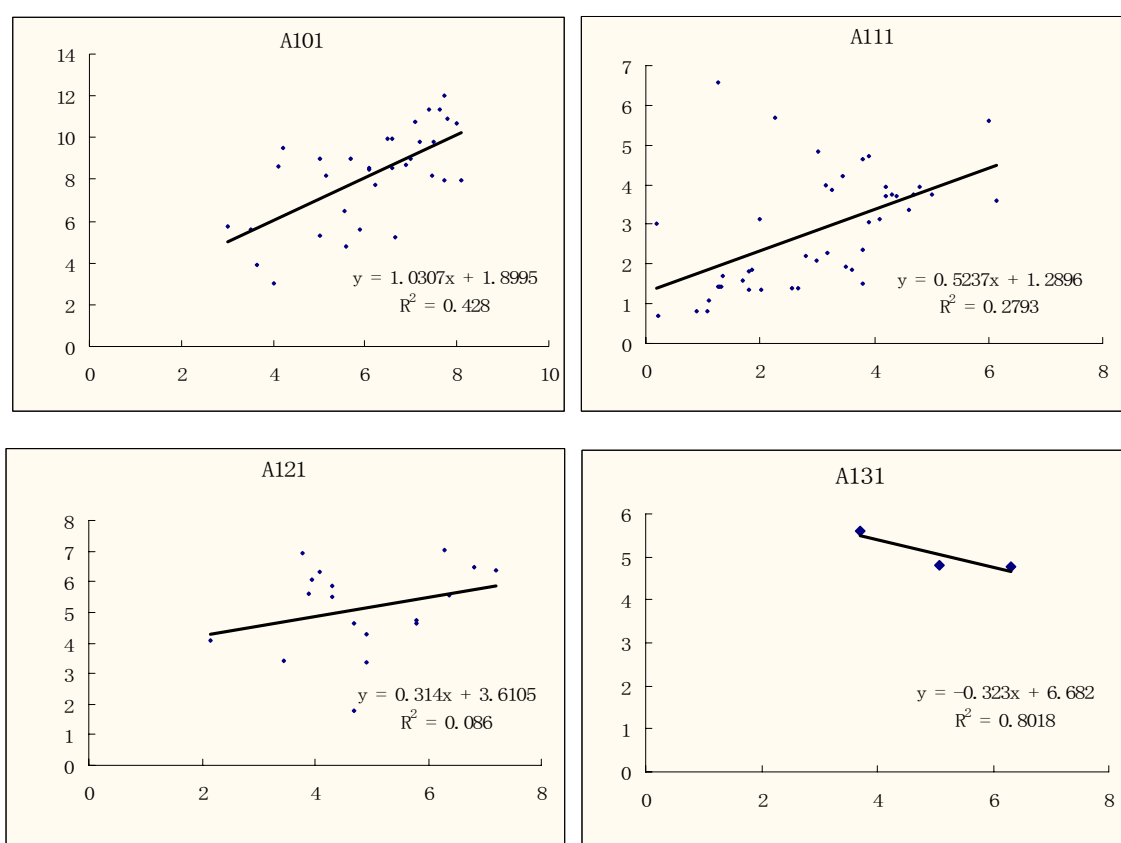 A101
14
12
10
8
6
4
2
0
0 2 4 6 8 10
y = 1.0307x + 1.8995
R² = 0.428
A111
7
6
5
4
3
2
1
0
0 2 4 6 8
y = 0.5237x + 1.2896
R² = 0.2793
A121
8
7
6
5
4
3
2
1
0
0 2 4 6 8
y = 0.314x + 3.6105
R² = 0.086
A131
6
5
4
3
2
1
0
0 2 4 6 8
y = -0.323x + 6.682
R² = 0.8018